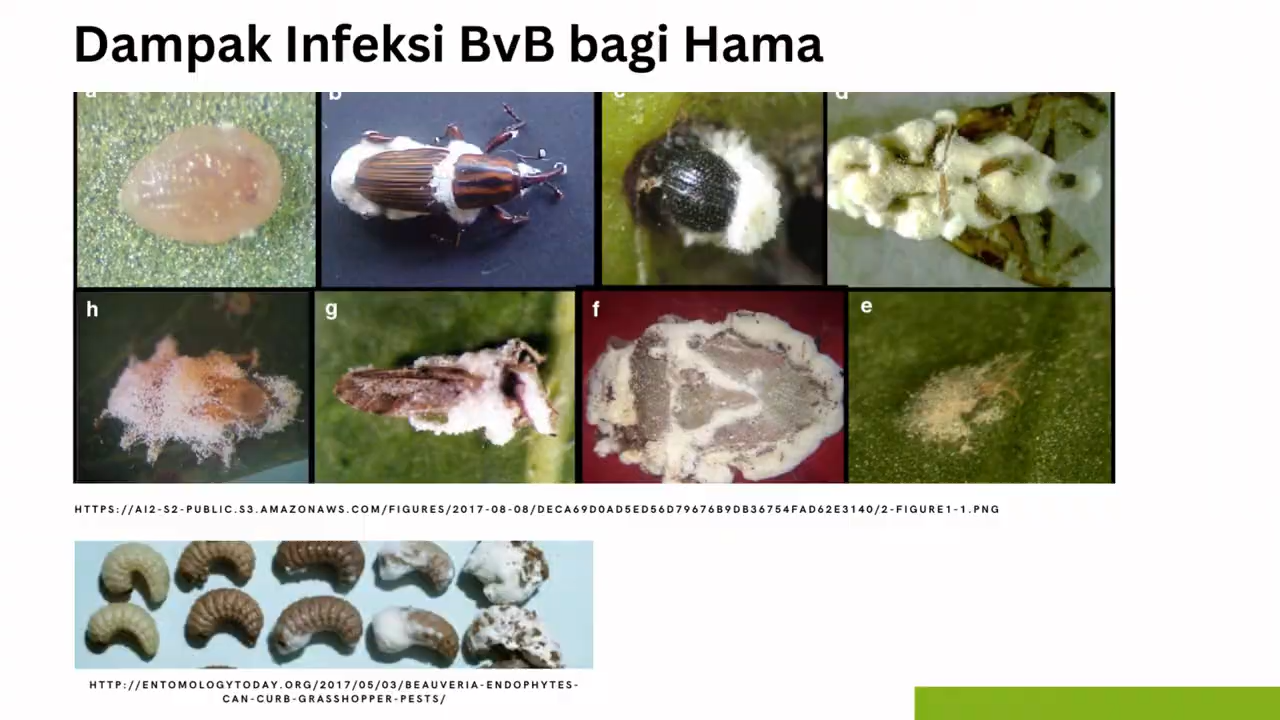 Dampak Infeksi BvB bagi Hama
a b c d
h g f e
HTTPS://AI2-S2-PUBLIC.S3.AMAZONAWS.COM/FIGURES/2017-08-08/DECA69D0AD5ED56D79676B9DB36754FAD62E3140/2-FIGURE1-1.PNG
HTTP://ENTOMOLOGYTODAY.ORG/2017/05/03/BEAUVERIA-ENDOPHYTES-
CAN-CURB-GRASSHOPPER-PESTS/